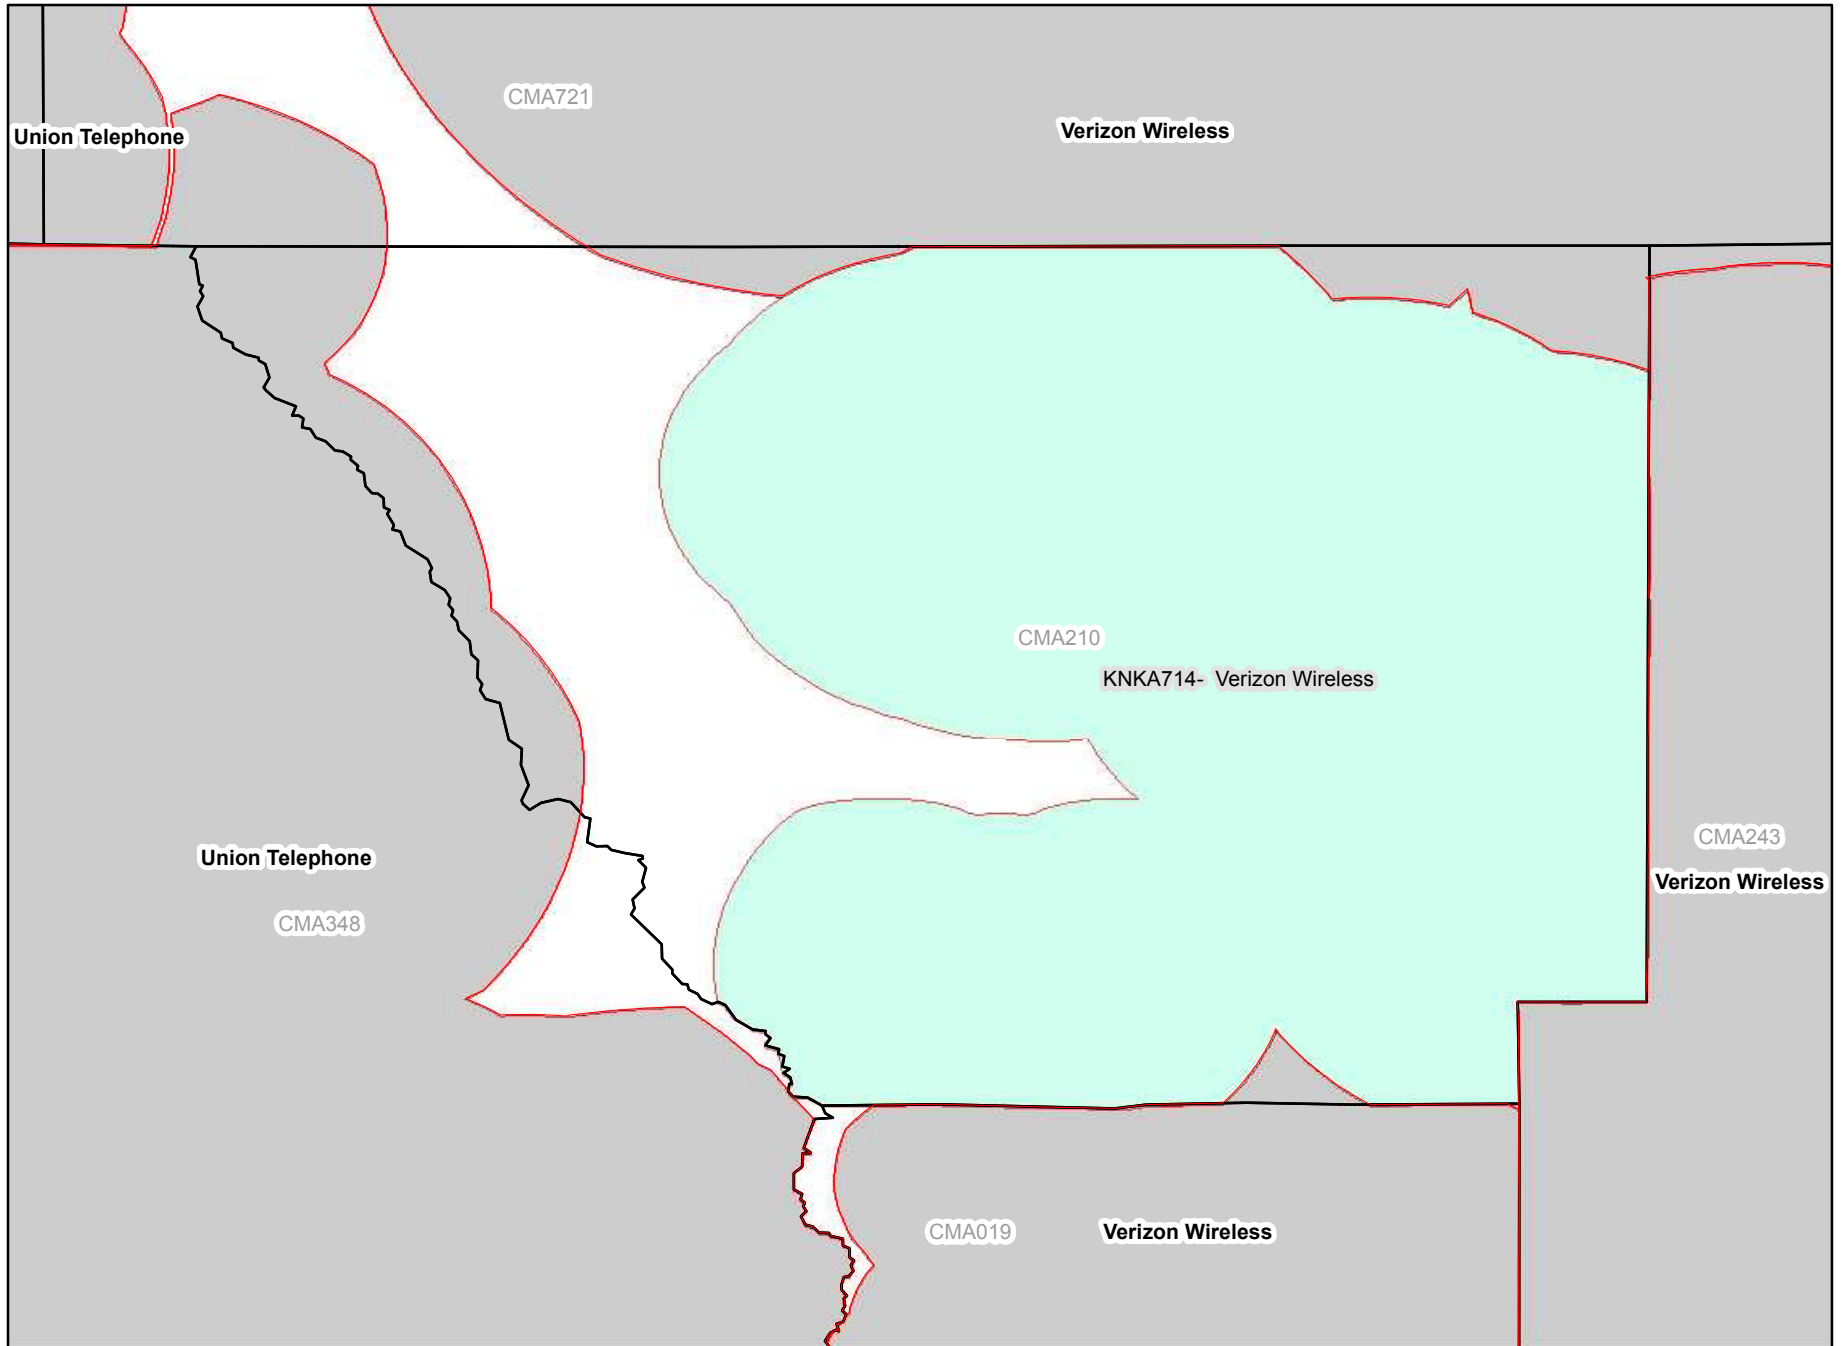 CMA721
Verizon Wireless
Union Telephone
CMA210
KNKA714- Verizon Wireless
CMA243
Verizon Wireless
Union Telephone
CMA348
CMA019
Verizon Wireless